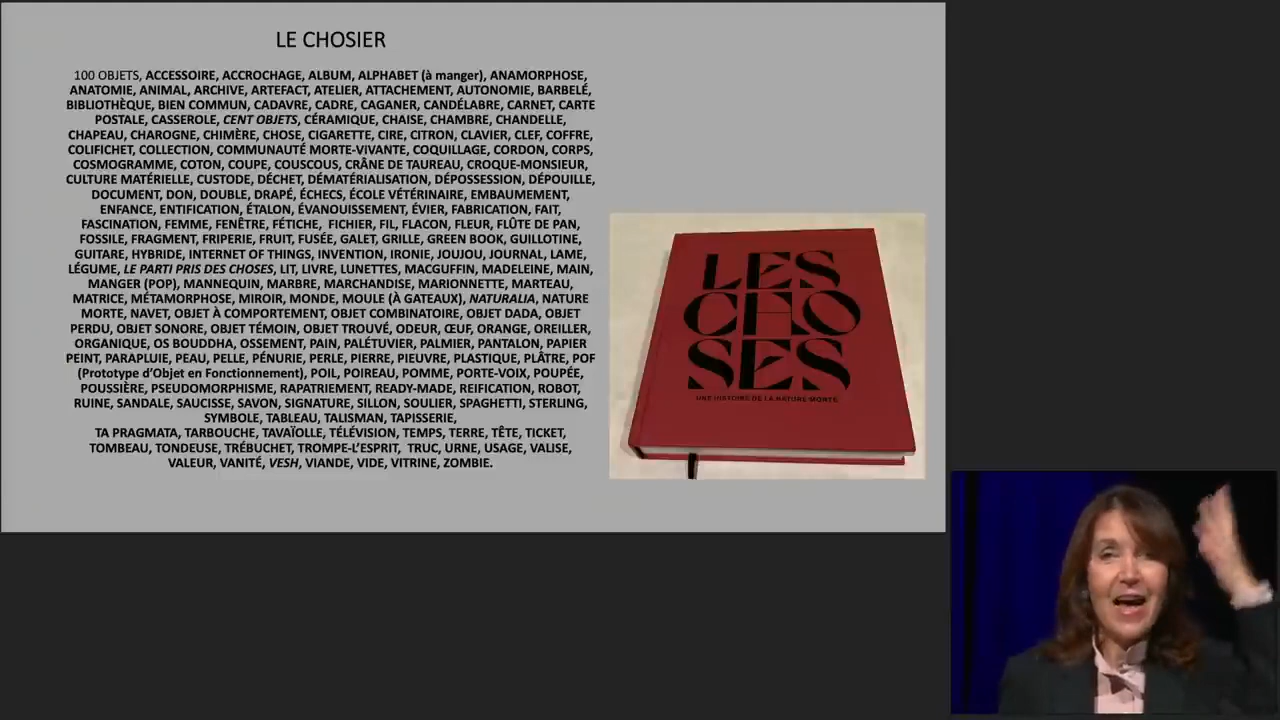 LE CHOSIER
100 OBJETS, ACCESSOIRE, ACCROCHAGE, ALBUM, ALPHABET (à manger), ANAMORPHOSE,
ANATOMIE, ANIMAL, ARCHIVE, ARTEFACT, ATELIER, ATTACHEMENT, AUTONOMIE, BARBELÉ,
BIBLIOTHÈQUE, BIEN COMMUN, CADAVRE, CADRE, CAGANER, CANDÉLABRE, CARNET, CARTE
POSTALE, CASSEROLE, CENT OBJETS, CÉRAMIQUE, CHAISE, CHAMBRE, CHANDELLE,
CHAPEAU, CHAROGNE, CHIMÈRE, CHOSE, CIGARETTE, CIRE, CITRON, CLAVIER, CLEF, COFFRE,
COLIFICHET, COLLECTION, COMMUNAUTÉ MORTE-VIVANTE, COQUILLAGE, CORDON, CORPS,
COSMOGRAMME, COTON, COUPE, COUSCOUS, CRÂNE DE TAUREAU, CROQUE-MONSIEUR,
CULTURE MATÉRIELLE, CUSTODE, DÉCHET, DÉMATÉRIALISATION, DÉPOSSESSION, DÉPOUILLE,
DOCUMENT, DON, DOUBLE, DRAPÉ, ÉCHECS, ÉCOLE VÉTÉRINAIRE, EMBAUMEMENT,
ENFANCE, ENTIFICATION, ÉTALON, ÉVANOUISSEMENT, ÉVIER, FABRICATION, FAIT,
FASCINATION, FEMME, FENÊTRE, FÉTICHE, FICHIER, FIL, FLACON, FLEUR, FLÛTE DE PAN,
FOSSILE, FRAGMENT, FRIPERIE, FRUIT, FUSÉE, GALET, GRILLE, GREEN BOOK, GUILLOTINE,
GUITARE, HYBRIDE, INTERNET OF THINGS, INVENTION, IRONIE, JOUJOU, JOURNAL, LAME,
LÉGUME, LE PARTI PRIS DES CHOSES, LIT, LIVRE, LUNETTES, MACGUFFIN, MADELEINE, MAIN,
MANGER (POP), MANNEQUIN, MARBRE, MARCHANDISE, MARIONNETTE, MARTEAU,
MATRICE, MÉTAMORPHOSE, MIROIR, MONDE, MOULE (À GATEAUX), NATURALIA, NATURE
MORTE, NAVET, OBJET À COMPORTEMENT, OBJET COMBINATOIRE, OBJET DADA, OBJET
PERDU, OBJET SONORE, OBJET TÉMOIN, OBJET TROUVÉ, ODEUR, ŒUF, ORANGE, OREILLER,
ORGANIQUE, OS BOUDDHA, OSSEMENT, PAIN, PALÉTUVIER, PALMIER, PANTALON, PAPIER
PEINT, PARAPLUIE, PEAU, PELLE, PÉNURIE, PERLE, PIERRE, PIEUVRE, PLASTIQUE, PLÂTRE, POF
(Prototype d'Objet en Fonctionnement), POIL, POIREAU, POMME, PORTE-VOIX, POUPÉE,
POUSSIÈRE, PSEUDOMORPHISME, RAPATRIEMENT, READY-MADE, REIFICATION, ROBOT,
RUINE, SANDALE, SAUCISSE, SAVON, SIGNATURE, SILLON, SOULIER, SPAGHETTI, STERLING,
SYMBOLE, TABLEAU, TALISMAN, TAPISSERIE,
TA PRAGMATA, TARBOUCHE, TAVAÏOLLE, TÉLÉVISION, TEMPS, TERRE, TÊTE, TICKET,
TOMBEAU, TONDEUSE, TRÉBUCHET, TROMPE-L'ESPRIT, TRUC, URNE, USAGE, VALISE,
VALEUR, VANITÉ, VESH, VIANDE, VIDE, VITRINE, ZOMBIE.
LES
CHO
SES
UNE HISTOIRE DE LA NATURE MORTE